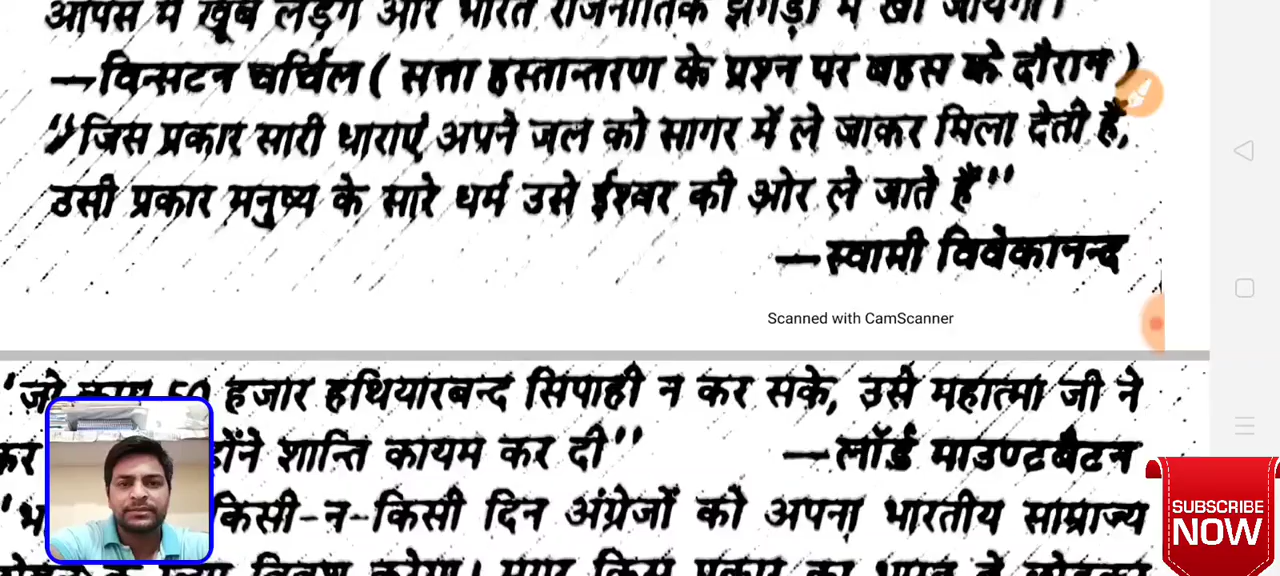 आपस में खूब लड़ेंगे और भारत राजनीतिक झगड़ों में खो जायेगा।
—विन्सटन चर्चिल ( सत्ता हस्तान्तरण के प्रश्न पर बहस के दौरान )
"जिस प्रकार सारी धाराएं अपने जल को सागर में ले जाकर मिला देती हैं,
उसी प्रकार मनुष्य के सारे धर्म उसे ईश्वर की ओर ले जाते हैं"
—स्वामी विवेकानन्द
Scanned with CamScanner
'जो काम 50 हजार हथियारबन्द सिपाही न कर सके, उसे महात्मा जी ने
कर शान्ति कायम कर दी"
—लॉर्ड माउण्टबैटन
किसी-न-किसी दिन अंग्रेजों को अपना भारतीय साम्राज्य
SUBSCRIBE
NOW